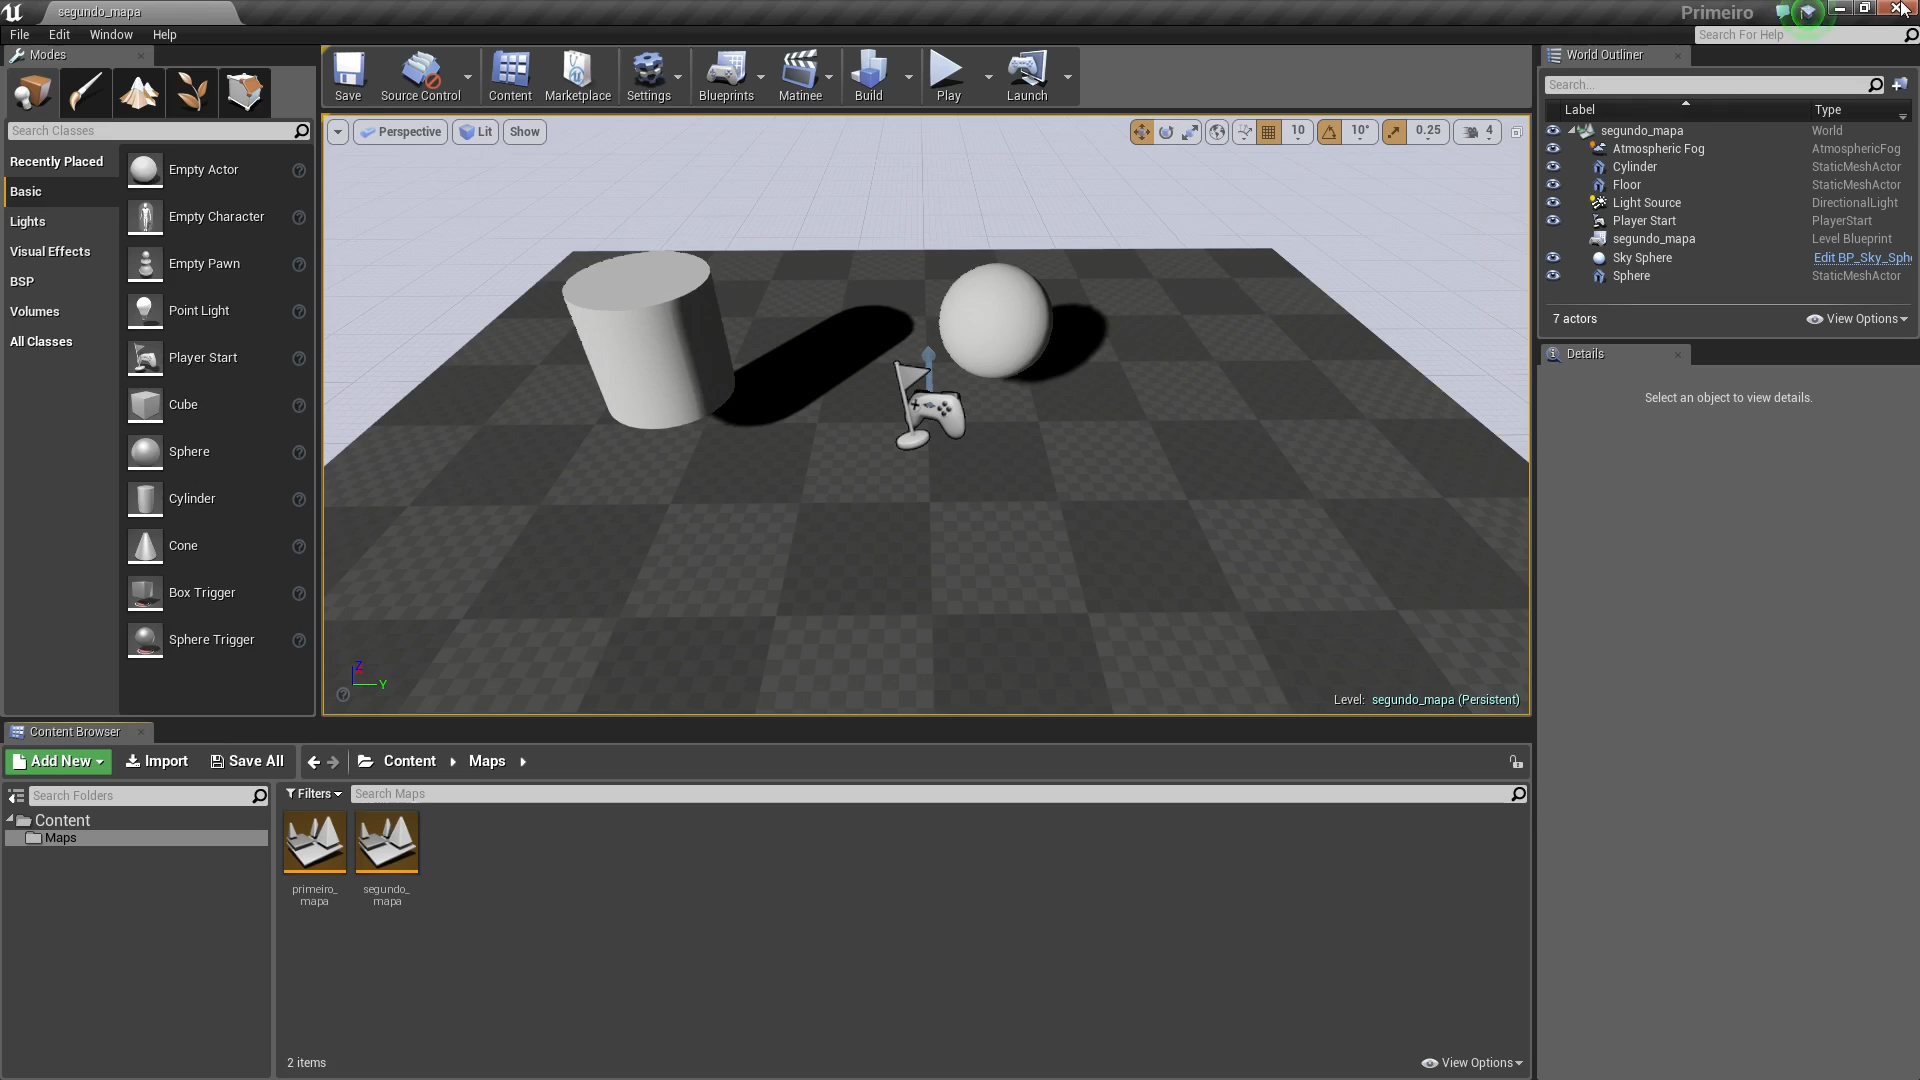 segundo_mapa
Primeiro
File Edit Window Help
Search For Help
Modes
Search Classes
Recently Placed
Basic
Lights
Visual Effects
BSP
Volumes
All Classes
Empty Actor
Empty Character
Empty Pawn
Point Light
Player Start
Cube
Sphere
Cylinder
Cone
Box Trigger
Sphere Trigger
Save Source Control Content Marketplace Settings Blueprints Matinee Build Play Launch
Perspective Lit Show
10 10° 0.25 4
Z
Y
Level: segundo_mapa (Persistent)
World Outliner
Search...
Label Type
segundo_mapa World
Atmospheric Fog AtmosphericFog
Cylinder StaticMeshActor
Floor StaticMeshActor
Light Source DirectionalLight
Player Start PlayerStart
segundo_mapa Level Blueprint
Sky Sphere Edit BP_Sky_Sph
Sphere StaticMeshActor
7 actors View Options
Details
Select an object to view details.
Content Browser
Add New Import Save All Content Maps
Search Folders
Content
Maps
Filters Search Maps
primeiro_
mapa
segundo_
mapa
2 items View Options